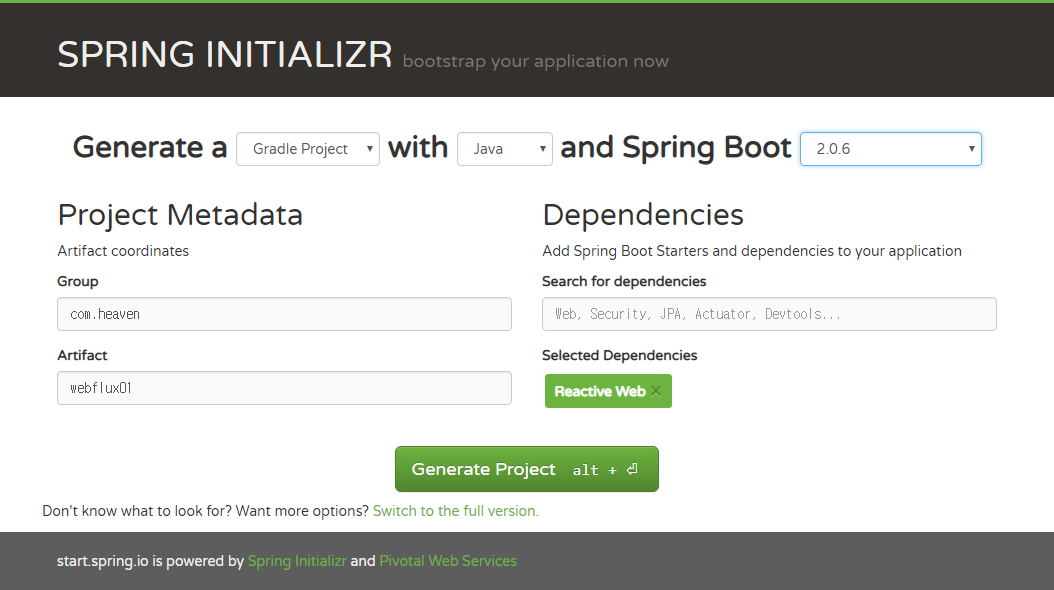 SPRING INITIALIZR bootstrap your application now
Generate a Gradle Project with Java and Spring Boot 2.0.6
Project Metadata
Artifact coordinates
Group
com.heaven
Artifact
webflux01
Dependencies
Add Spring Boot Starters and dependencies to your application
Search for dependencies
Web, Security, JPA, Actuator, Devtools...
Selected Dependencies
Reactive Web ×
Generate Project alt + ⏎
Don't know what to look for? Want more options? Switch to the full version.
start.spring.io is powered by Spring Initializr and Pivotal Web Services